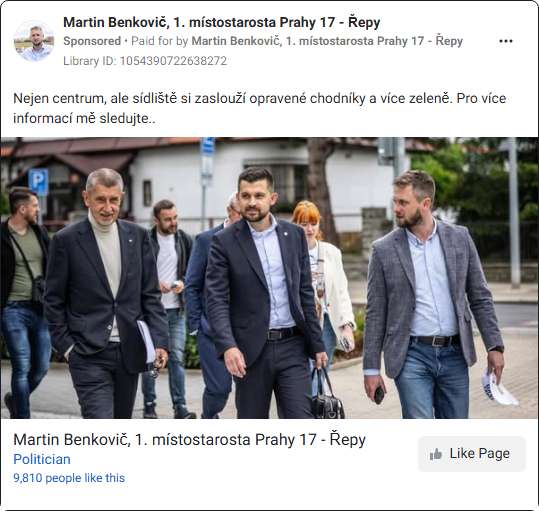 Martin Benkovič, 1. místostarosta Prahy 17 - Řepy
Sponsored • Paid for by Martin Benkovič, 1. místostarosta Prahy 17 - Řepy
Library ID: 1054390722638272
Nejen centrum, ale sídliště si zaslouží opravené chodníky a více zeleně. Pro více
informací mě sledujte..
P
Martin Benkovič, 1. místostarosta Prahy 17 - Řepy
Politician
9,810 people like this
Like Page